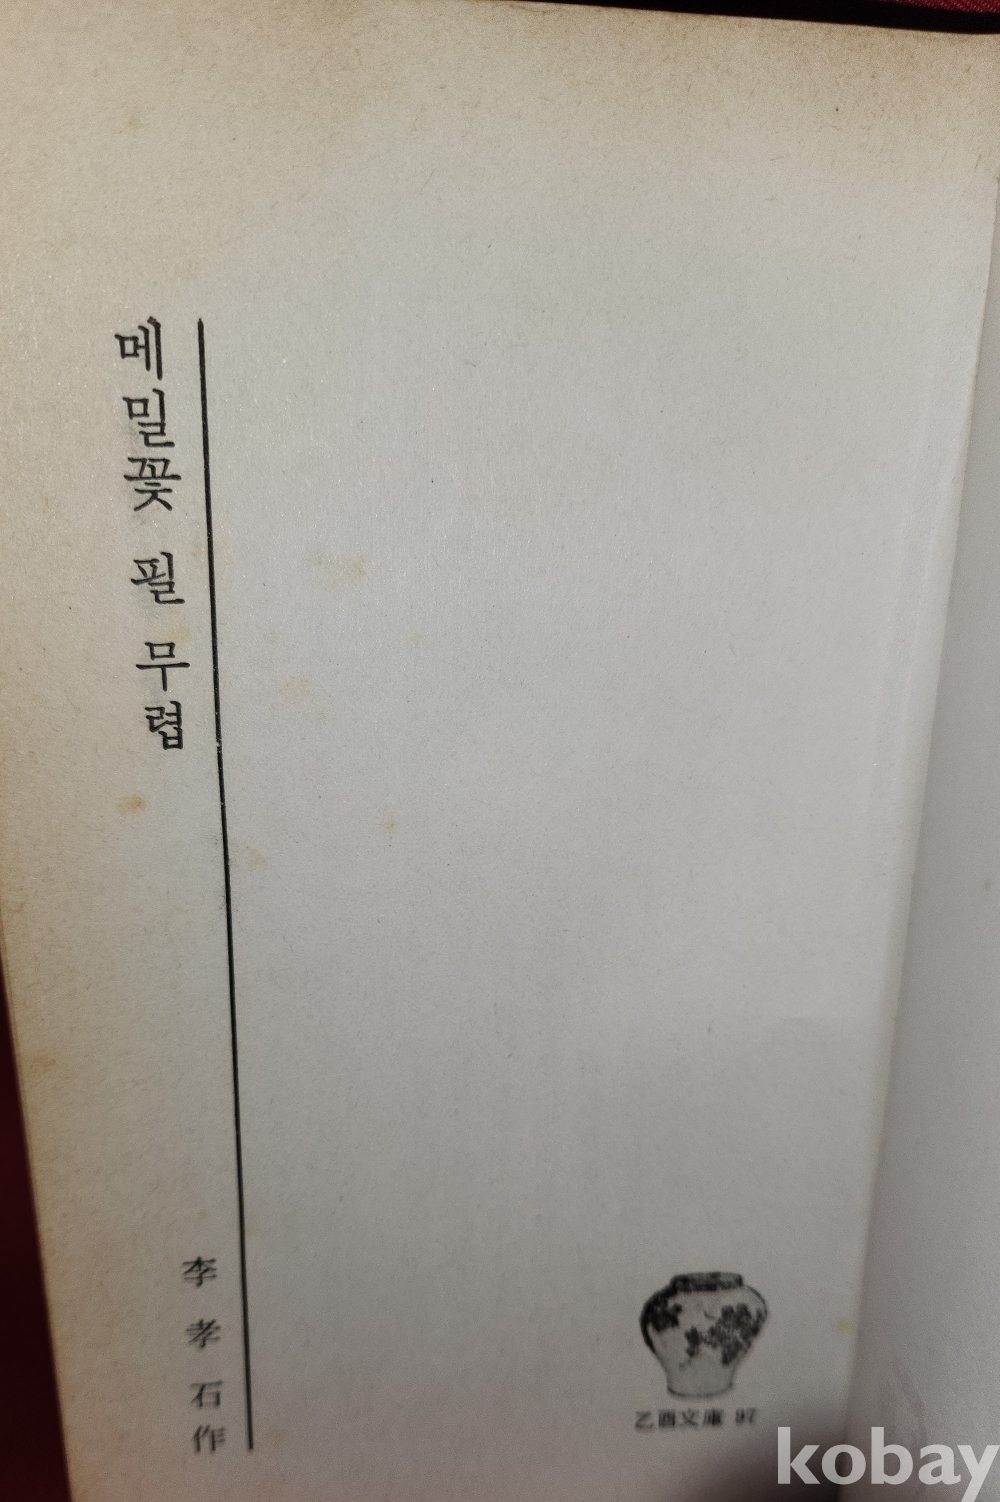 메밀꽃 필 무렵
李孝石作
乙酉文庫 97
kobay